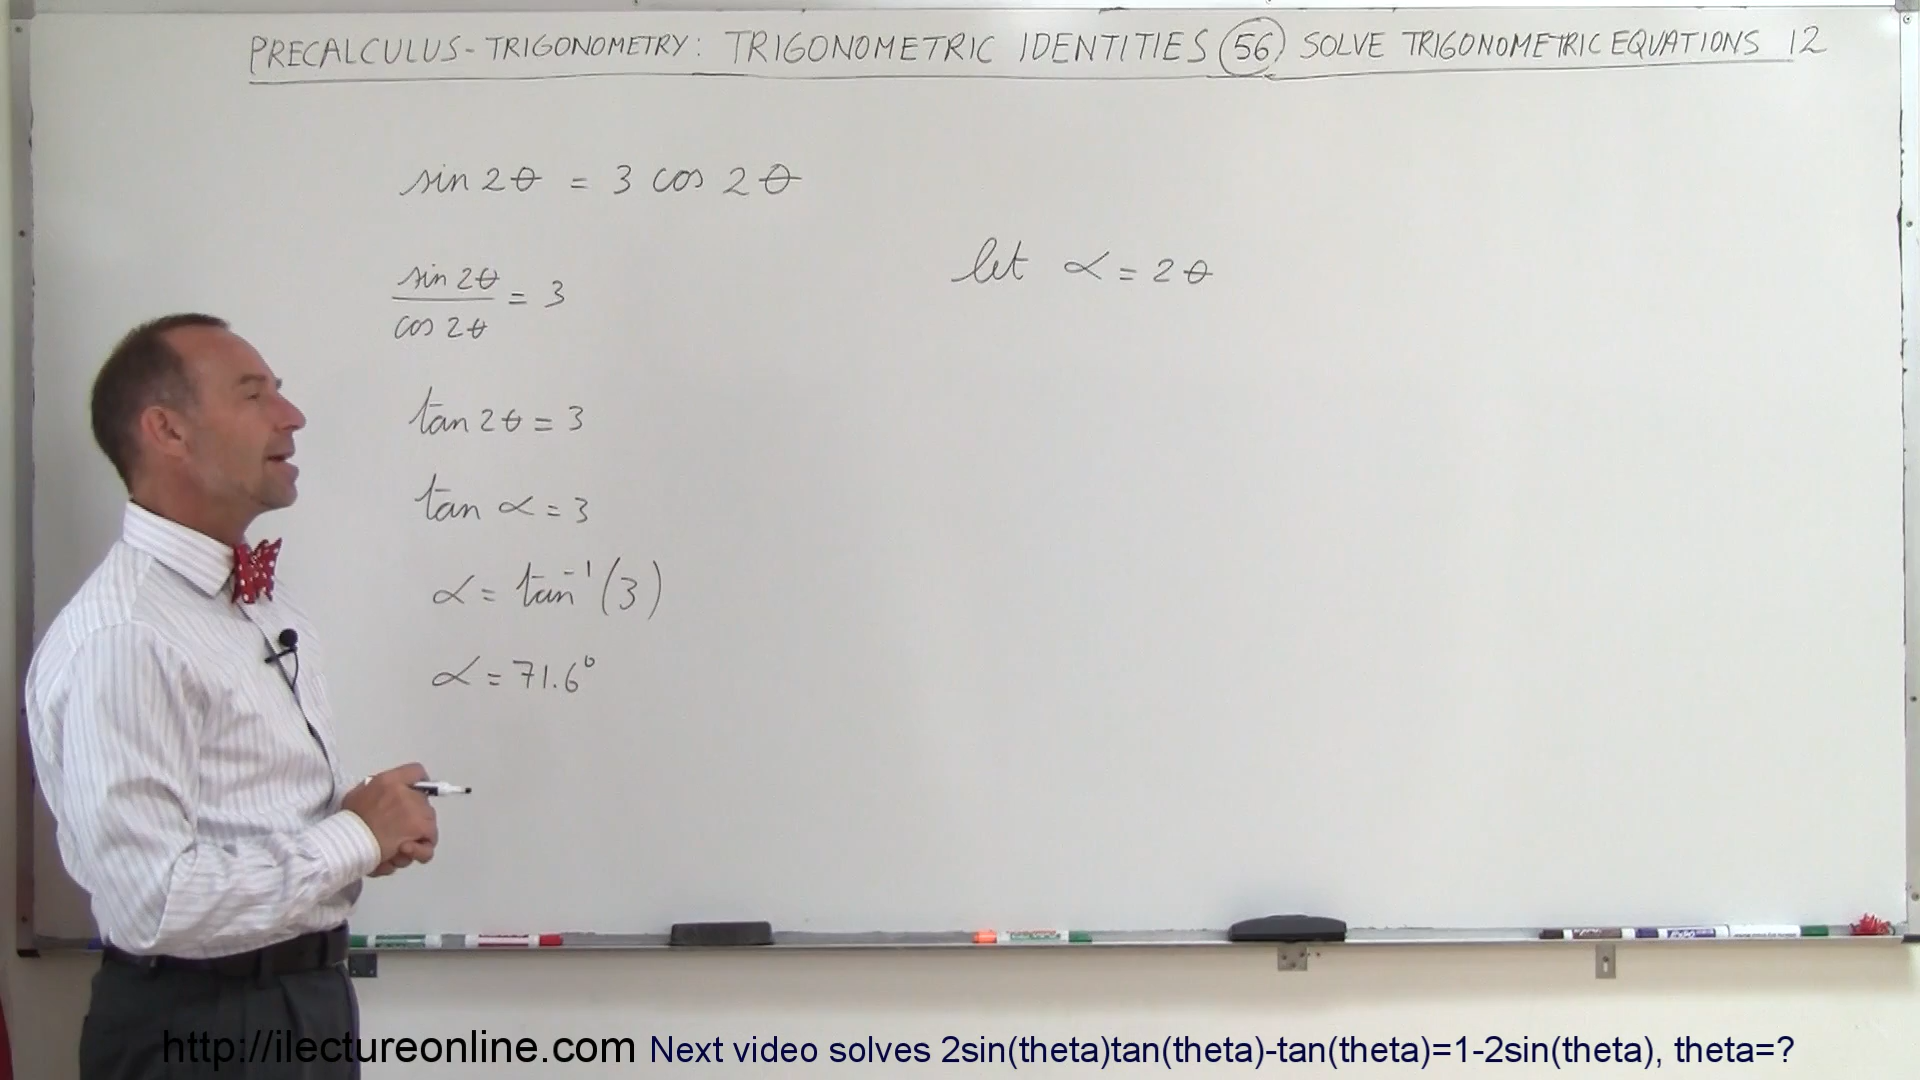 PRECALCULUS - TRIGONOMETRY: TRIGONOMETRIC IDENTITIES (56) SOLVE TRIGONOMETRIC EQUATIONS 12
sin 2θ = 3 cos 2θ
let α = 2θ
sin 2θ / cos 2θ = 3
tan 2θ = 3
tan α = 3
α = tan⁻¹(3)
α = 71.6°
http://ilectureonline.com Next video solves 2sin(theta)tan(theta)-tan(theta)=1-2sin(theta), theta=?